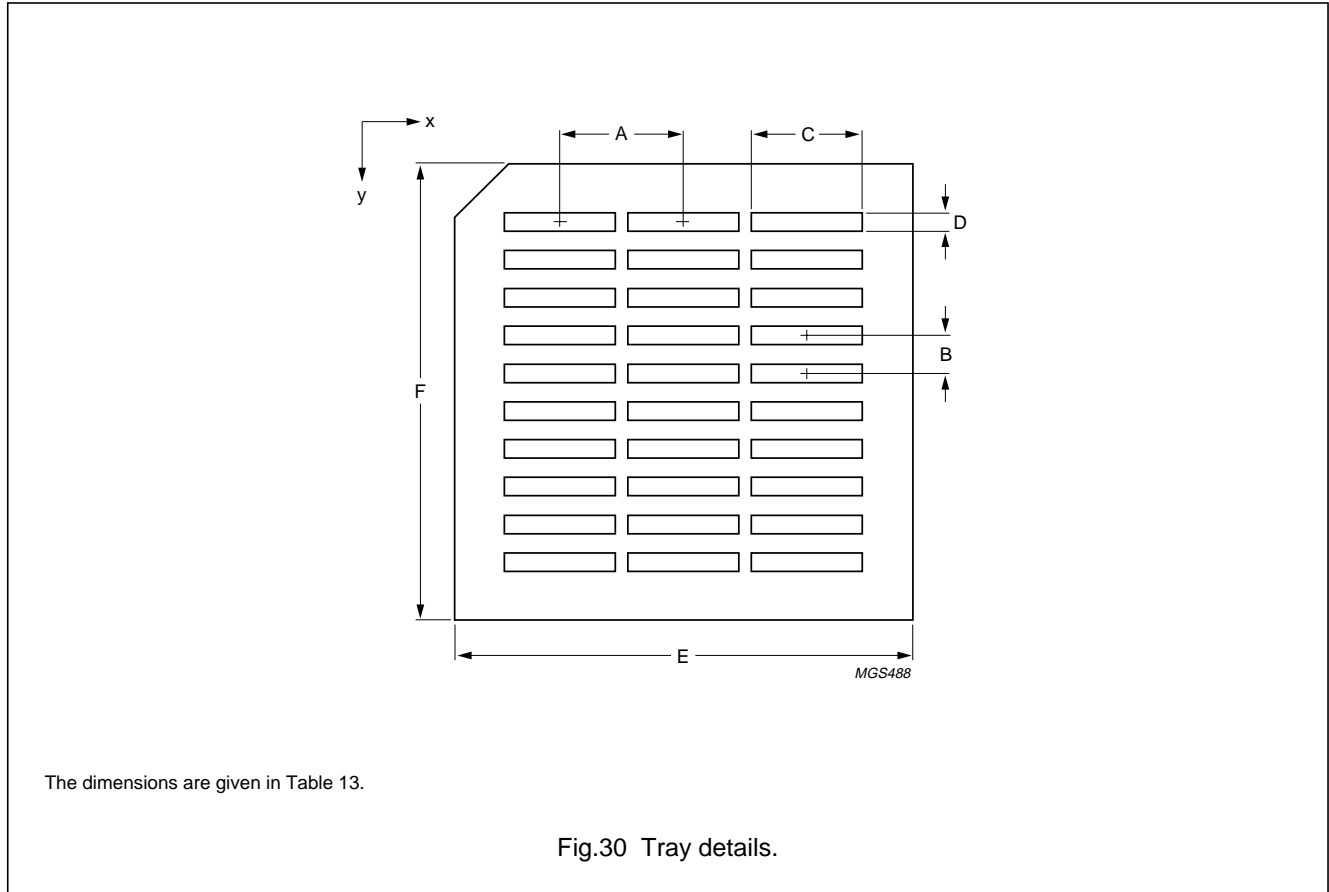 x
A
C
y
D
B
F
E
MGS488
The dimensions are given in Table 13.
Fig.30 Tray details.